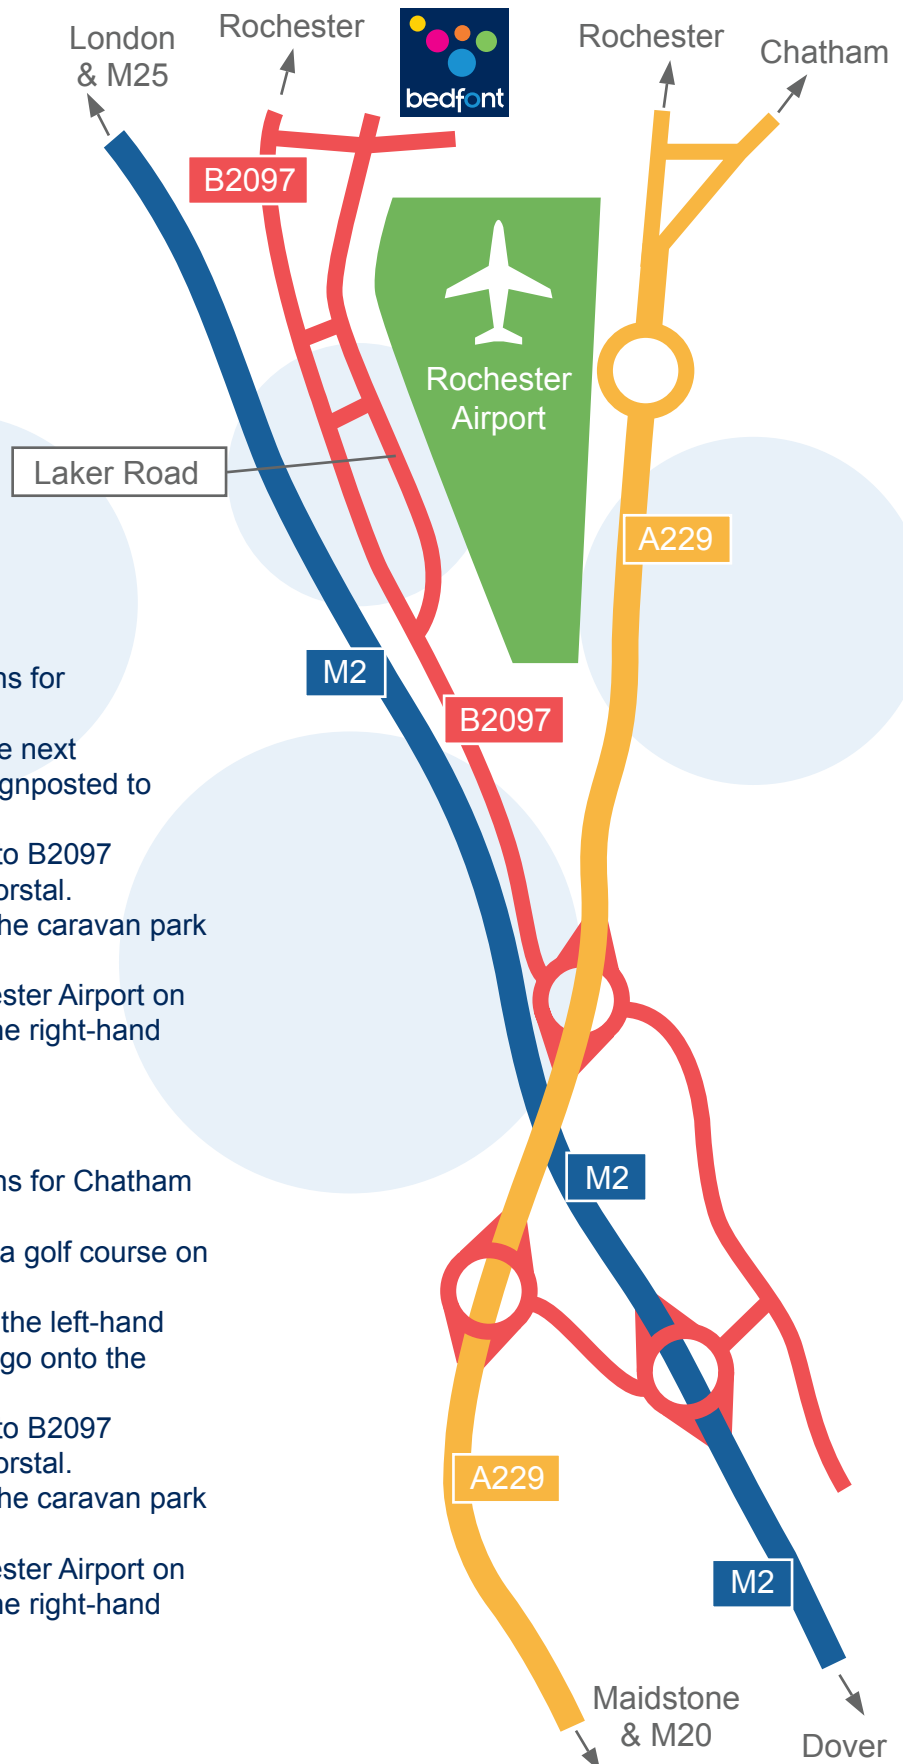 London
& M25
Rochester
bedfont
Rochester
Chatham
B2097
Rochester
Airport
Laker Road
A229
M2
B2097
ns for
e next
gnposted to
to B2097
orstal.
he caravan park
ester Airport on
he right-hand
M2
ns for Chatham
a golf course on
the left-hand
go onto the
to B2097
orstal.
he caravan park
A229
ester Airport on
he right-hand
M2
Maidstone
& M20
Dover